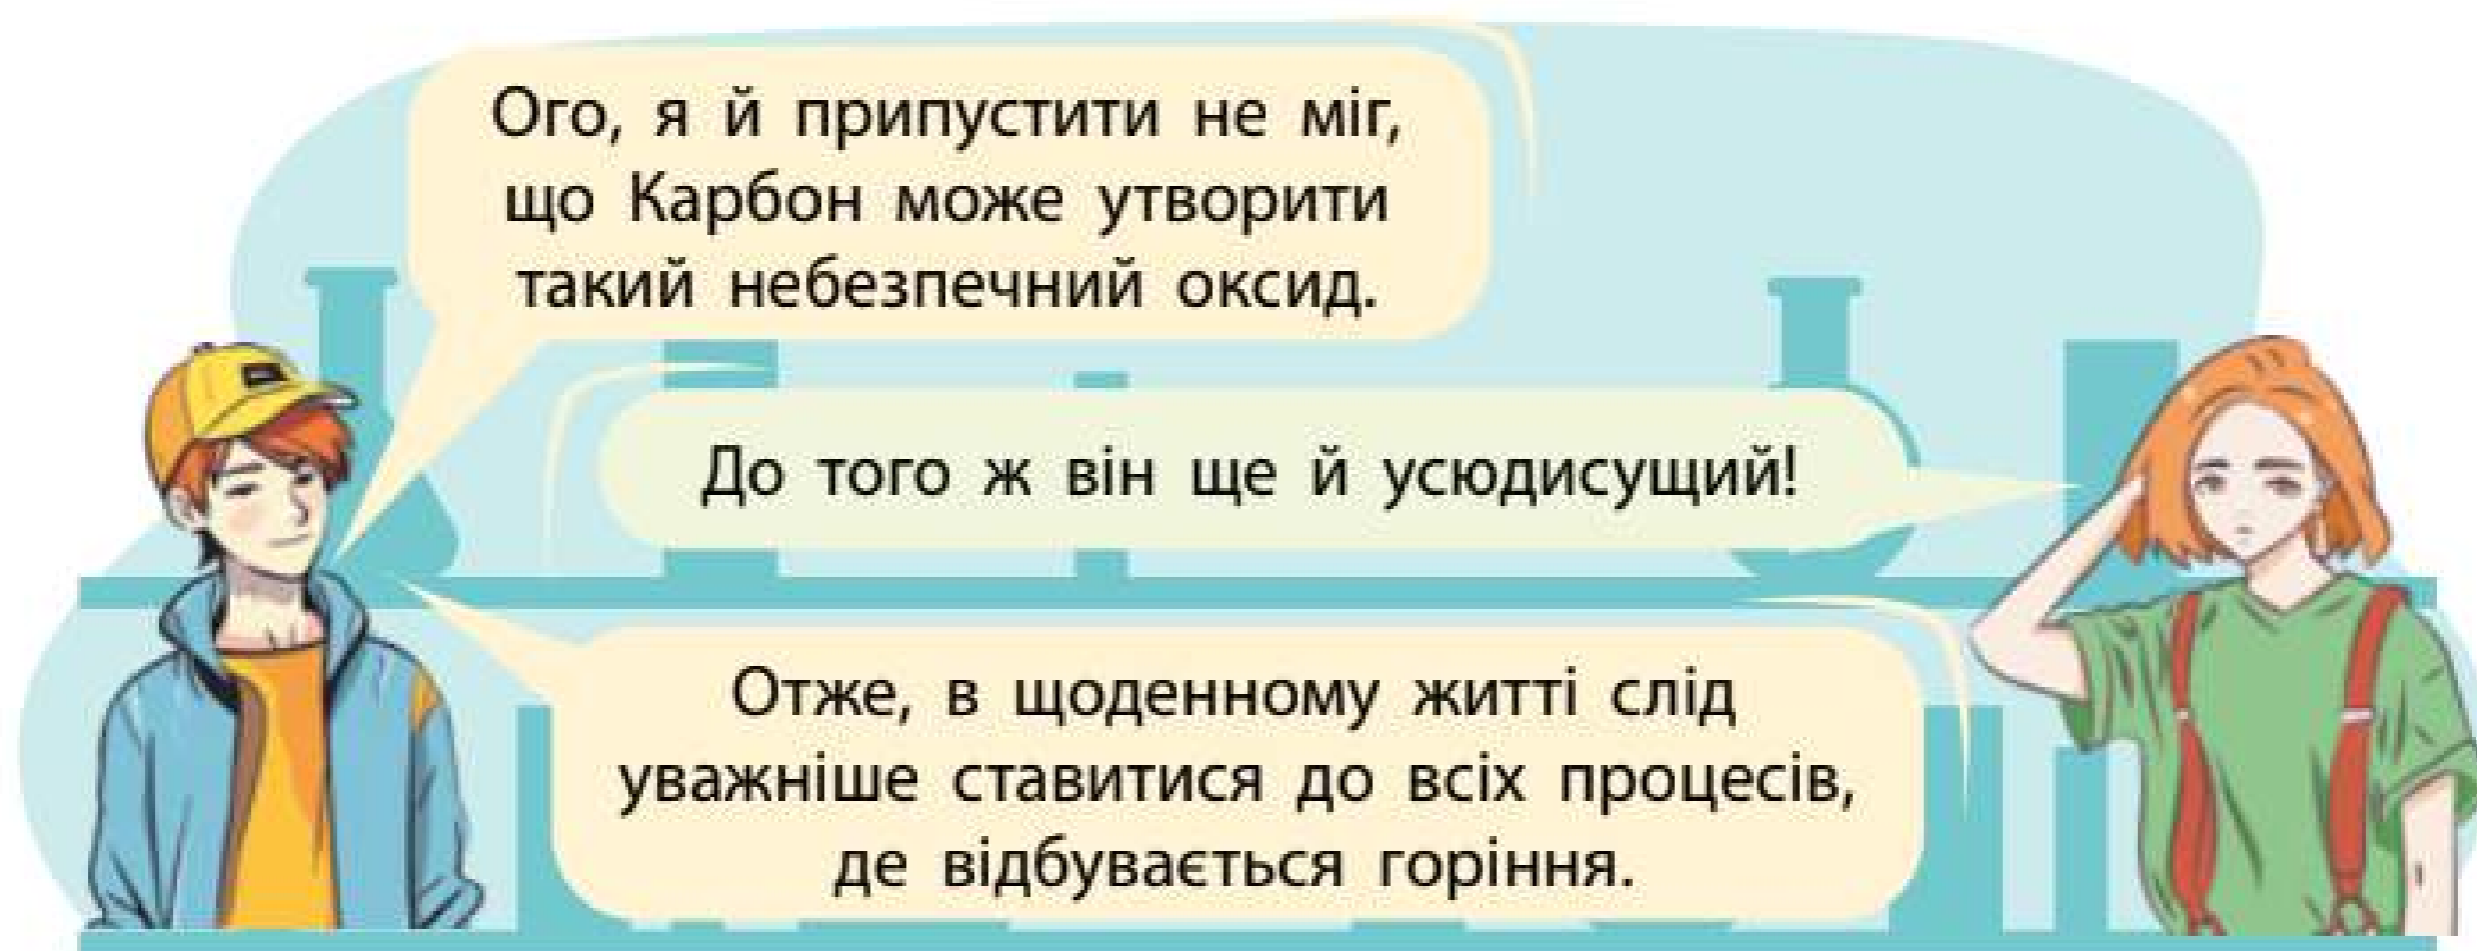 Ого, я й припустити не міг,
що Карбон може утворити
такий небезпечний оксид.
До того ж він ще й усюдисущий!
Отже, в щоденному житті слід
уважніше ставитися до всіх процесів,
де відбувається горіння.